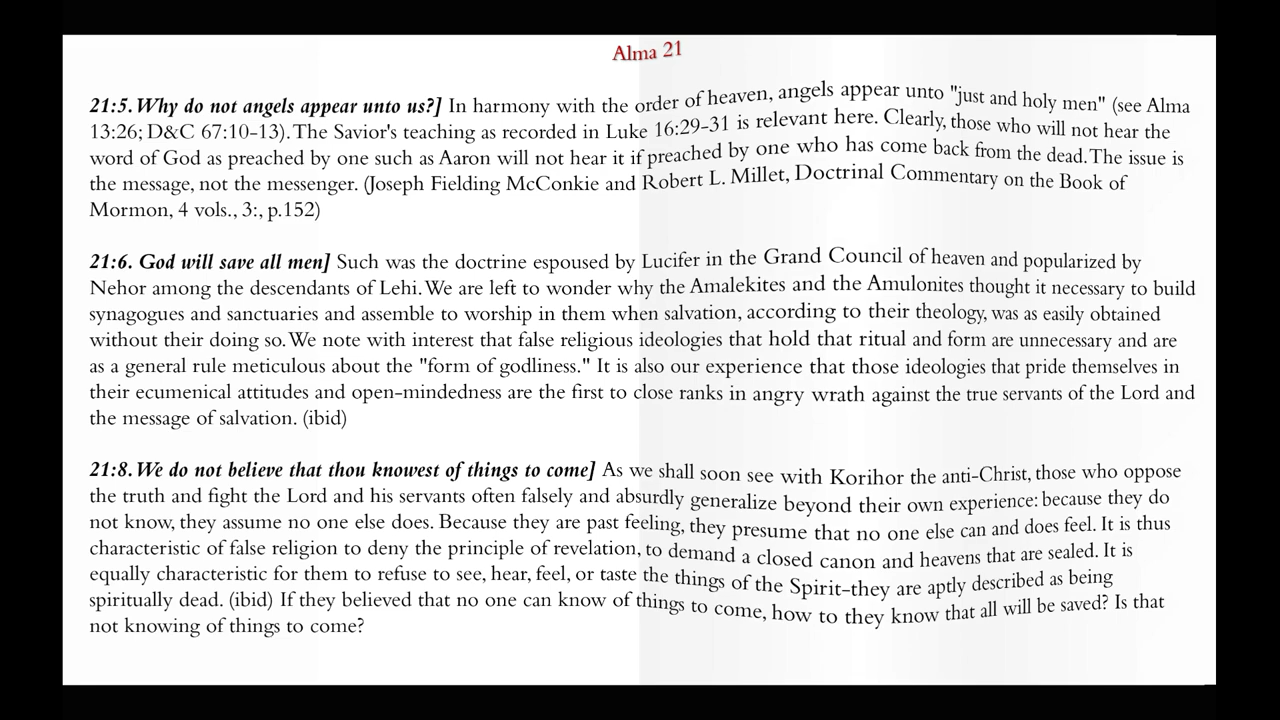 Alma 21
21:5. Why do not angels appear unto us?] In harmony with the order of heaven, angels appear unto "just and holy men" (see Alma
13:26; D&C 67:10-13). The Savior's teaching as recorded in Luke 16:29-31 is relevant here. Clearly, those who will not hear the
word of God as preached by one such as Aaron will not hear it if preached by one who has come back from the dead. The issue is
the message, not the messenger. (Joseph Fielding McConkie and Robert L. Millet, Doctrinal Commentary on the Book of
Mormon, 4 vols., 3:, p.152)
21:6. God will save all men] Such was the doctrine espoused by Lucifer in the Grand Council of heaven and popularized by
Nehor among the descendants of Lehi. We are left to wonder why the Amalekites and the Amulonites thought it necessary to build
synagogues and sanctuaries and assemble to worship in them when salvation, according to their theology, was as easily obtained
without their doing so. We note with interest that false religious ideologies that hold that ritual and form are unnecessary and are
as a general rule meticulous about the "form of godliness." It is also our experience that those ideologies that pride themselves in
their ecumenical attitudes and open-mindedness are the first to close ranks in angry wrath against the true servants of the Lord and
the message of salvation. (ibid)
21:8. We do not believe that thou knowest of things to come] As we shall soon see with Korihor the anti-Christ, those who oppose
the truth and fight the Lord and his servants often falsely and absurdly generalize beyond their own experience: because they do
not know, they assume no one else does. Because they are past feeling, they presume that no one else can and does feel. It is thus
characteristic of false religion to deny the principle of revelation, to demand a closed canon and heavens that are sealed. It is
equally characteristic for them to refuse to see, hear, feel, or taste the things of the Spirit-they are aptly described as being
spiritually dead. (ibid) If they believed that no one can know of things to come, how to they know that all will be saved? Is that
not knowing of things to come?